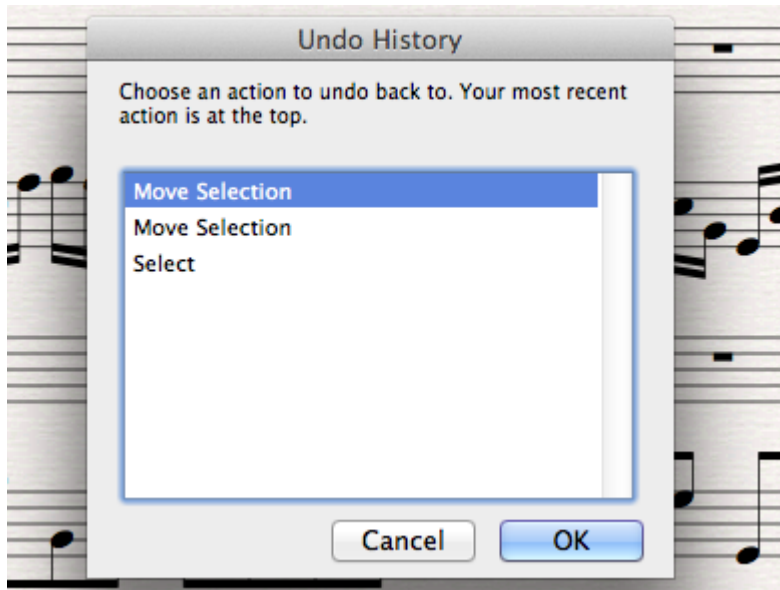 Undo History
Choose an action to undo back to. Your most recent
action is at the top.
Move Selection
Move Selection
Select
Cancel
OK